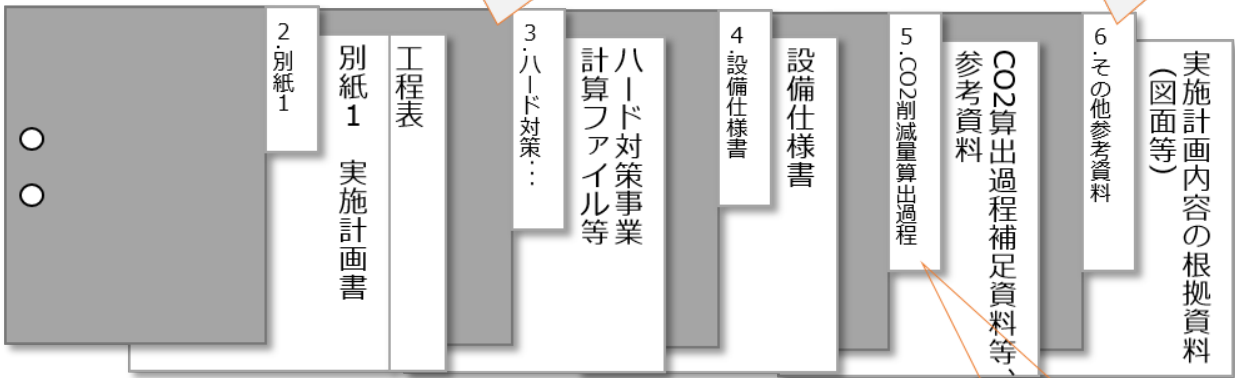 2.別紙1
別紙1　実施計画書
工程表
3.ハード対策…
ハード対策事業
計算ファイル等
4.設備仕様書
設備仕様書
5.CO2削減量算出過程
CO2算出過程補足資料等、
参考資料
6.その他参考資料
実施計画内容の根拠資料
(図面等)